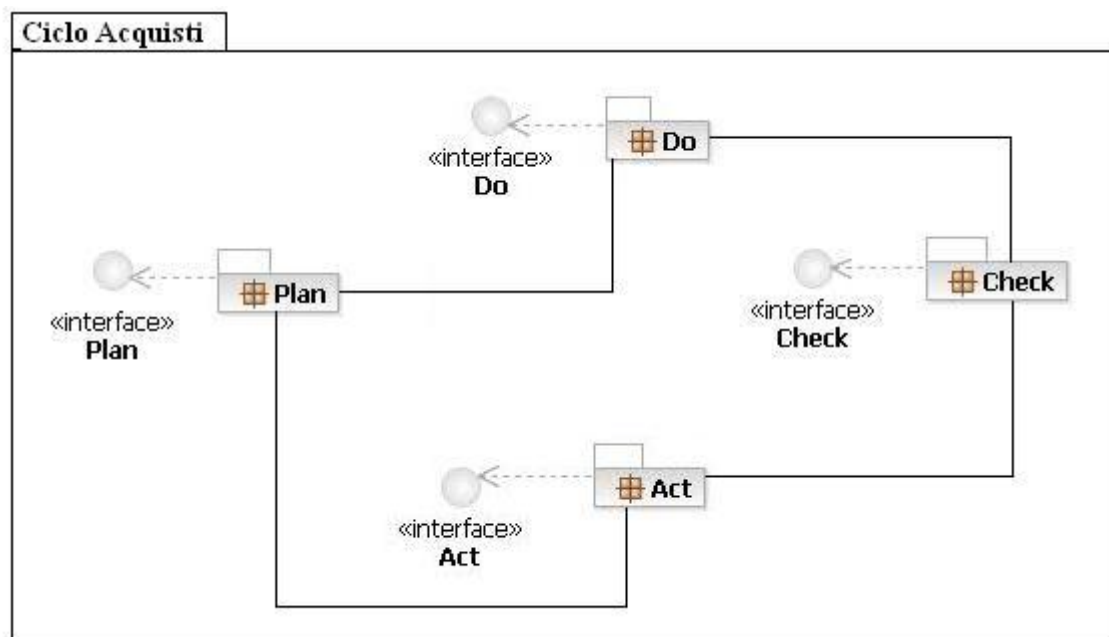 Ciclo Acquisti
Do
«interface»
Do
Plan
«interface»
Plan
Check
«interface»
Check
Act
«interface»
Act